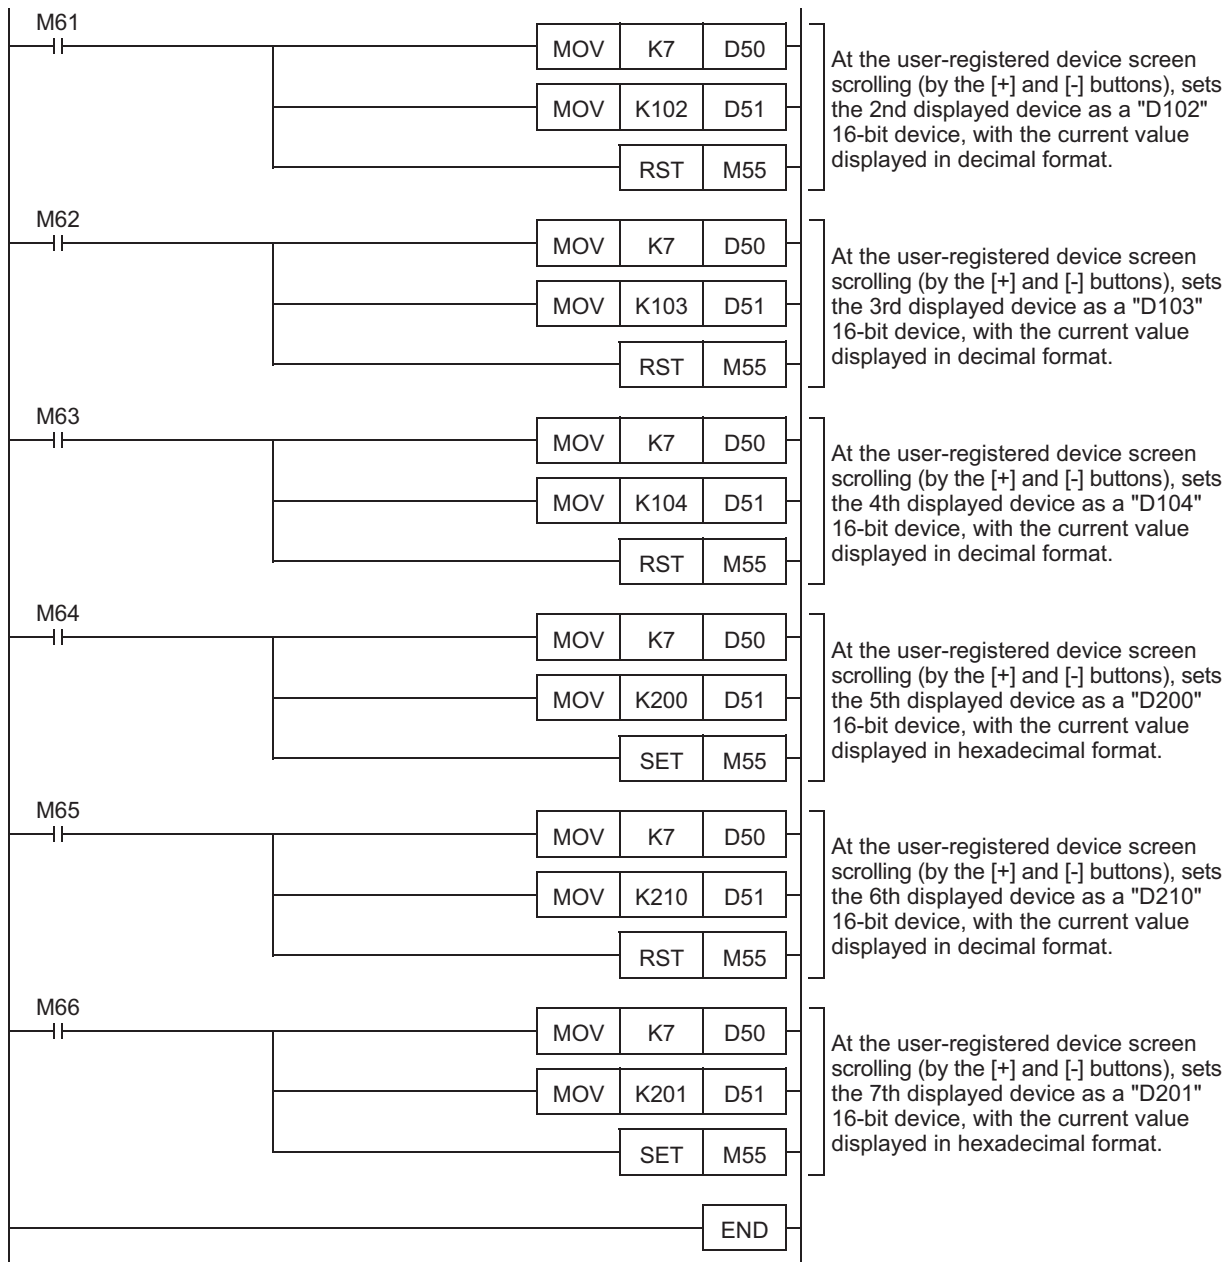 M61
MOV K7 D50
MOV K102 D51
RST M55
At the user-registered device screen
scrolling (by the [+] and [-] buttons), sets
the 2nd displayed device as a "D102"
16-bit device, with the current value
displayed in decimal format.
M62
MOV K7 D50
MOV K103 D51
RST M55
At the user-registered device screen
scrolling (by the [+] and [-] buttons), sets
the 3rd displayed device as a "D103"
16-bit device, with the current value
displayed in decimal format.
M63
MOV K7 D50
MOV K104 D51
RST M55
At the user-registered device screen
scrolling (by the [+] and [-] buttons), sets
the 4th displayed device as a "D104"
16-bit device, with the current value
displayed in decimal format.
M64
MOV K7 D50
MOV K200 D51
SET M55
At the user-registered device screen
scrolling (by the [+] and [-] buttons), sets
the 5th displayed device as a "D200"
16-bit device, with the current value
displayed in hexadecimal format.
M65
MOV K7 D50
MOV K210 D51
RST M55
At the user-registered device screen
scrolling (by the [+] and [-] buttons), sets
the 6th displayed device as a "D210"
16-bit device, with the current value
displayed in decimal format.
M66
MOV K7 D50
MOV K201 D51
SET M55
At the user-registered device screen
scrolling (by the [+] and [-] buttons), sets
the 7th displayed device as a "D201"
16-bit device, with the current value
displayed in hexadecimal format.
END